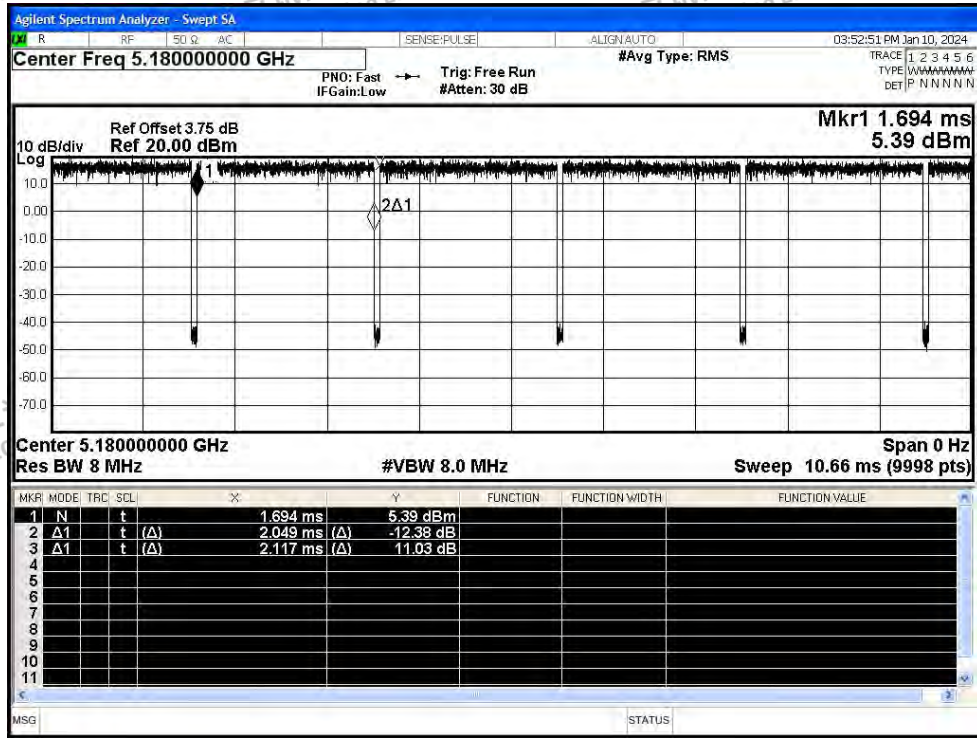 Agilent Spectrum Analyzer - Swept SA
LXI R RF 50 Ω AC SENSE:PULSE ALIGN AUTO 03:52:51 PM Jan 10, 2024
Center Freq 5.180000000 GHz #Avg Type: RMS TRACE 1 2 3 4 5 6
PNO: Fast Trig: Free Run TYPE WWWWWW
IFGain:Low #Atten: 30 dB DET P N N N N N
Mkr1 1.694 ms
Ref Offset 3.75 dB
10 dB/div Ref 20.00 dBm 5.39 dBm
Log
1
10.0
0.00
2Δ1
-10.0
-20.0
-30.0
-40.0
-50.0
-60.0
-70.0
Center 5.180000000 GHz Span 0 Hz
Res BW 8 MHz #VBW 8.0 MHz Sweep 10.66 ms (9998 pts)
MKR MODE TRC SCL X Y FUNCTION FUNCTION WIDTH FUNCTION VALUE
1 N t 1.694 ms 5.39 dBm
2 Δ1 t (Δ) 2.049 ms (Δ) -12.38 dB
3 Δ1 t (Δ) 2.117 ms (Δ) 11.03 dB
4
5
6
7
8
9
10
11
MSG STATUS